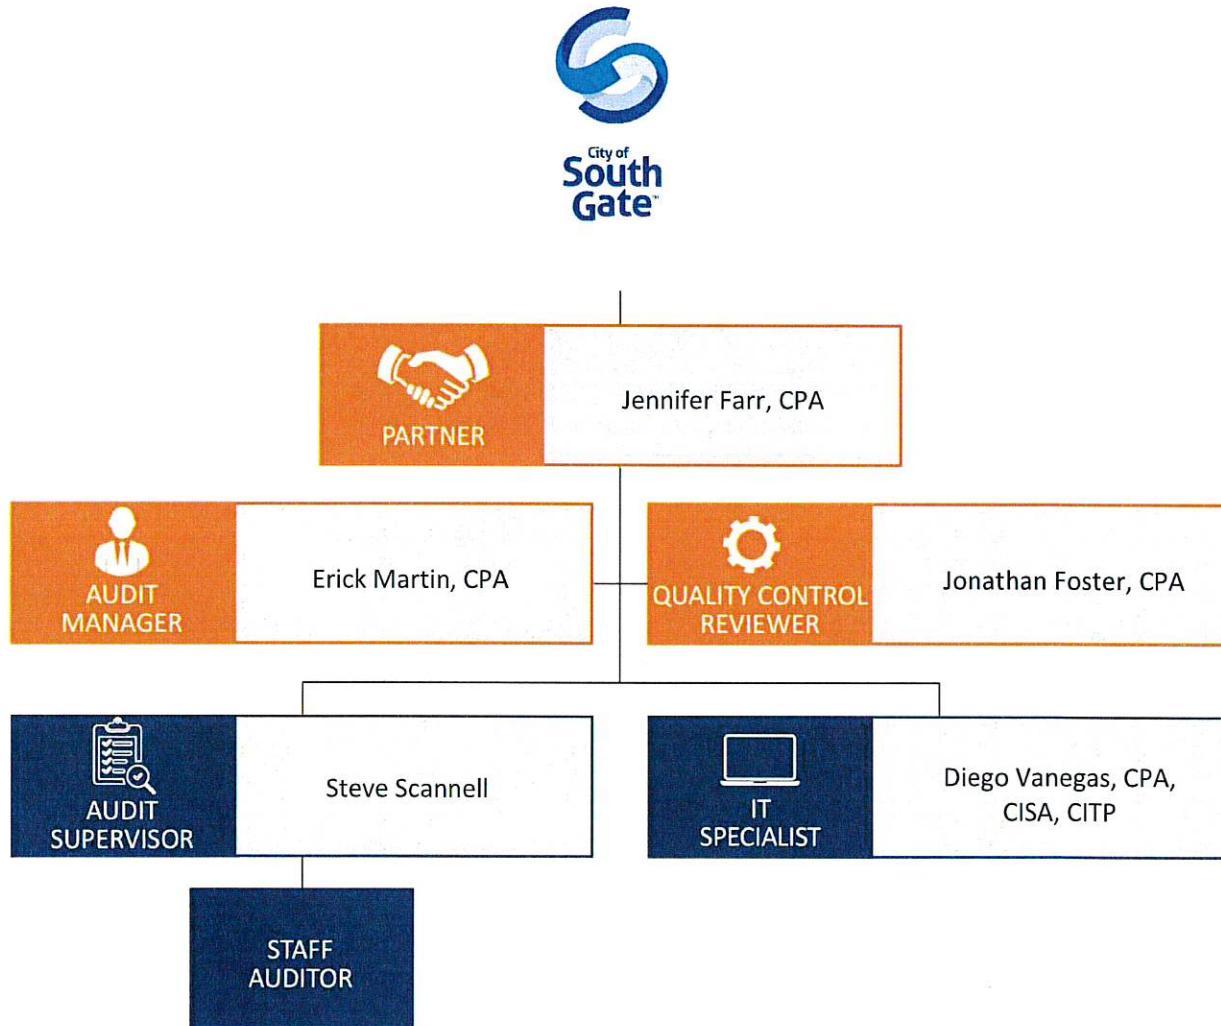 City of
South
Gate™
PARTNER
Jennifer Farr, CPA
AUDIT
MANAGER
Erick Martin, CPA
QUALITY CONTROL
REVIEWER
Jonathan Foster, CPA
AUDIT
SUPERVISOR
Steve Scannell
IT
SPECIALIST
Diego Vanegas, CPA,
CISA, CITP
STAFF
AUDITOR